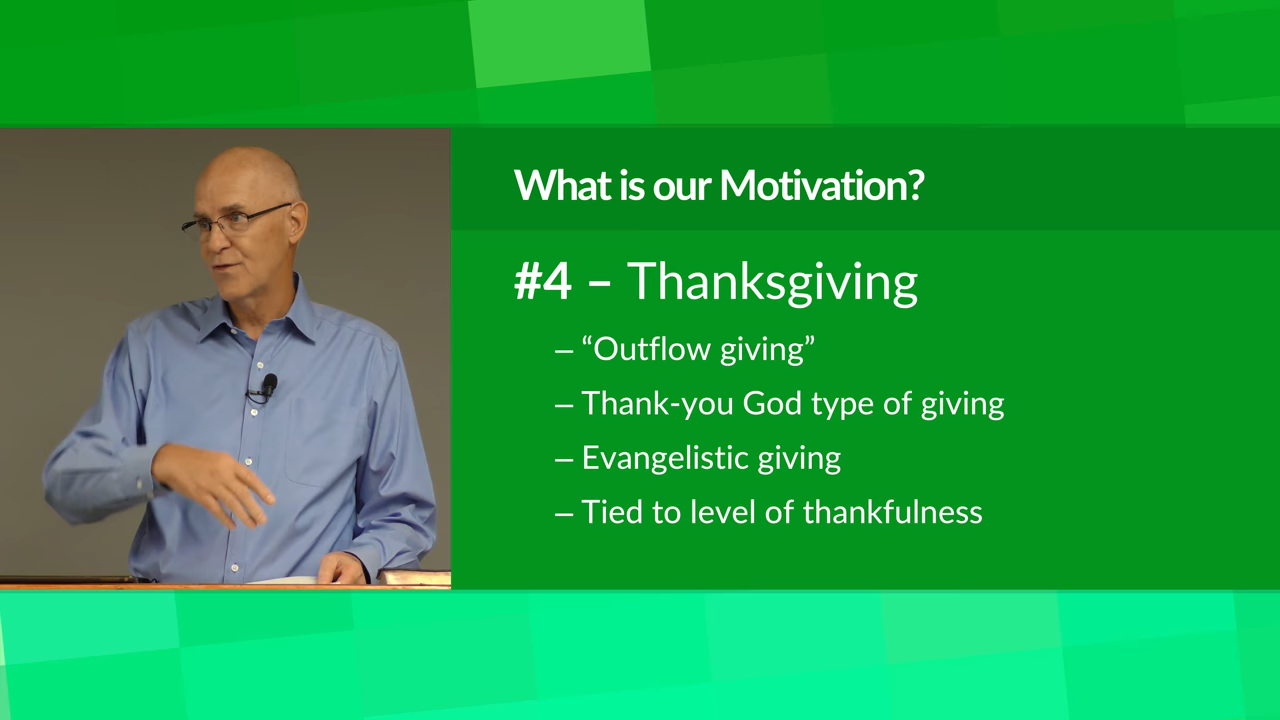 What is our Motivation?
#4 – Thanksgiving
– “Outflow giving”
– Thank-you God type of giving
– Evangelistic giving
– Tied to level of thankfulness